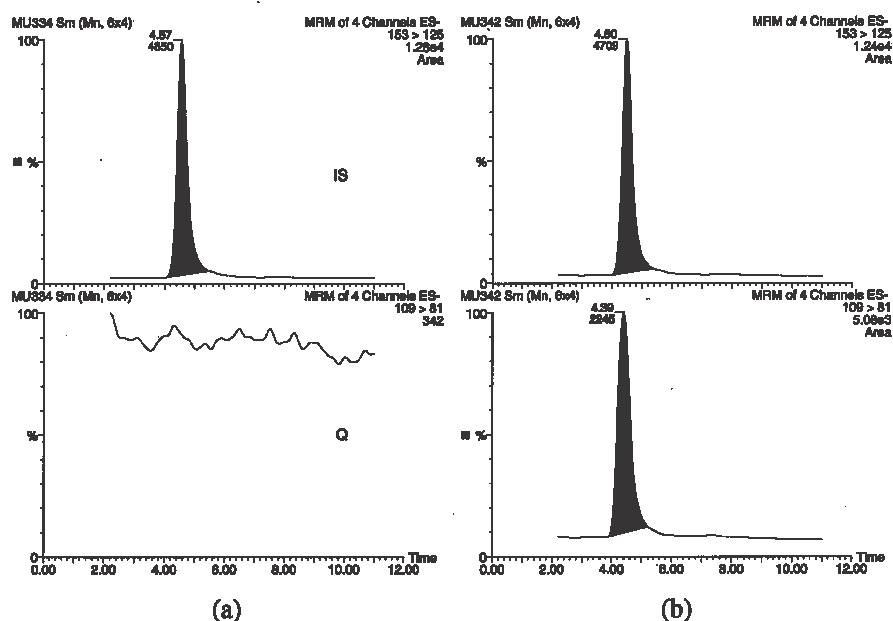 MU334 Sm (Mn, 6x4)
MRM of 4 Channels ES-
153 > 125
Area
4.57
100
%
IS
0
MU334 Sm (Mn, 6x4)
MRM of 4 Channels ES-
109 > 81
342
100
%
Q
0
Time
0.00 2.00 4.00 6.00 8.00 10.00 12.00
(a)
MU342 Sm (Mn, 6x4)
MRM of 4 Channels ES-
153 > 125
1.24e4
Area
4.50
4709
100
%
0
MU342 Sm (Mn, 6x4)
MRM of 4 Channels ES-
109 > 81
5.06e3
Area
4.39
2245
100
%
0
Time
0.00 2.00 4.00 6.00 8.00 10.00 12.00
(b)